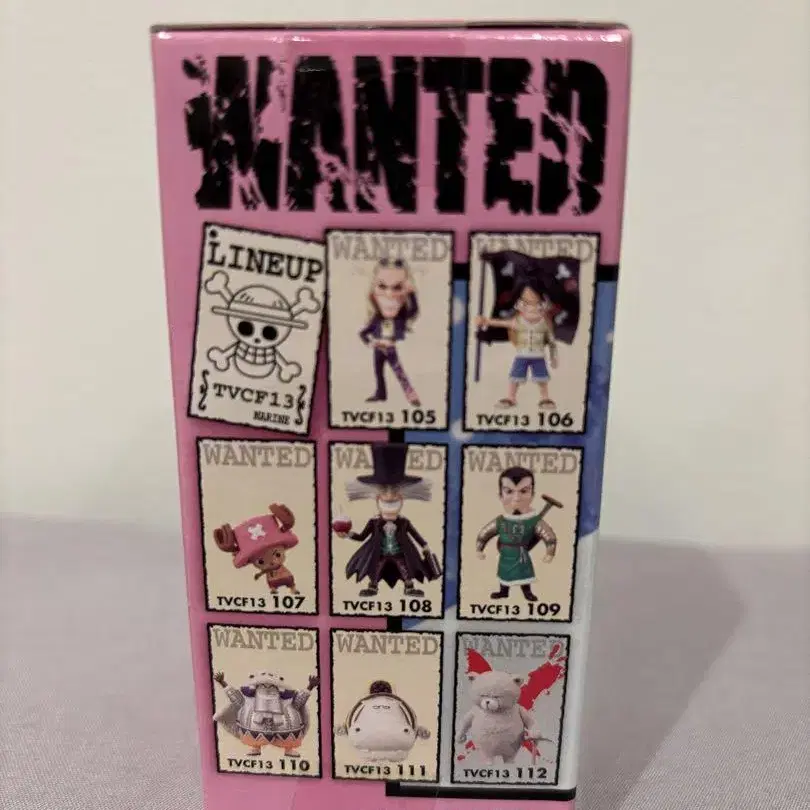 WANTED
LINEUP
TVCF13
MARINE
WANTED
TVCF13 105
WANTED
TVCF13 106
WANTED
TVCF13 107
WANTED
TVCF13 108
WANTED
TVCF13 109
WANTED
TVCF13 110
WANTED
TVCF13 111
WANTED
TVCF13 112